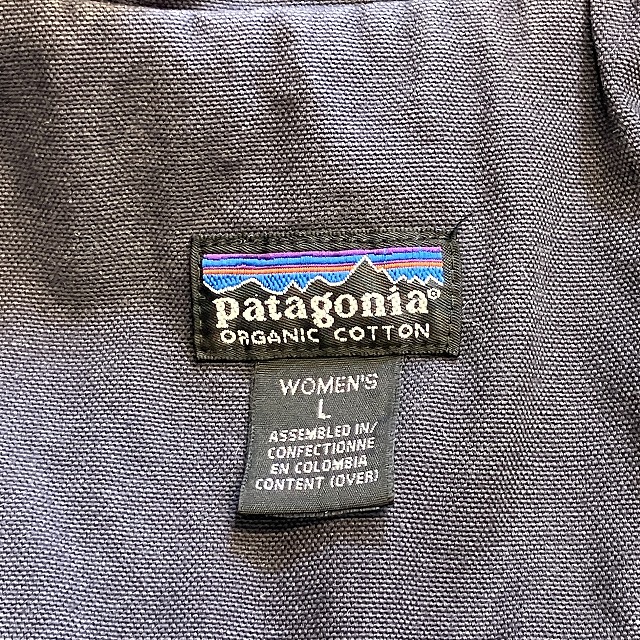 patagonia®
ORGANIC COTTON
WOMEN'S
L
ASSEMBLED IN/
CONFECTIONNE
EN COLOMBIA
CONTENT (OVER)